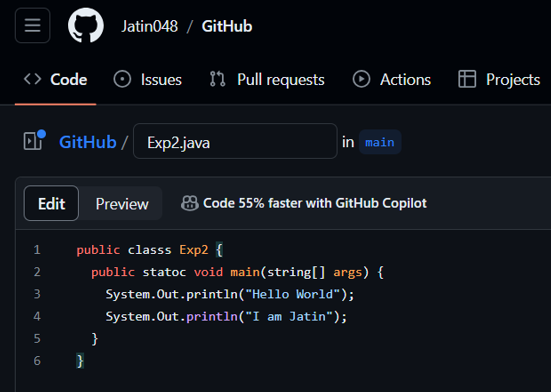 Jatin048 / GitHub
Code Issues Pull requests Actions Projects
GitHub / Exp2.java in main
Edit Preview Code 55% faster with GitHub Copilot
1 public classs Exp2 {
2 public statoc void main(string[] args) {
3 System.Out.println("Hello World");
4 System.Out.println("I am Jatin");
5 }
6 }